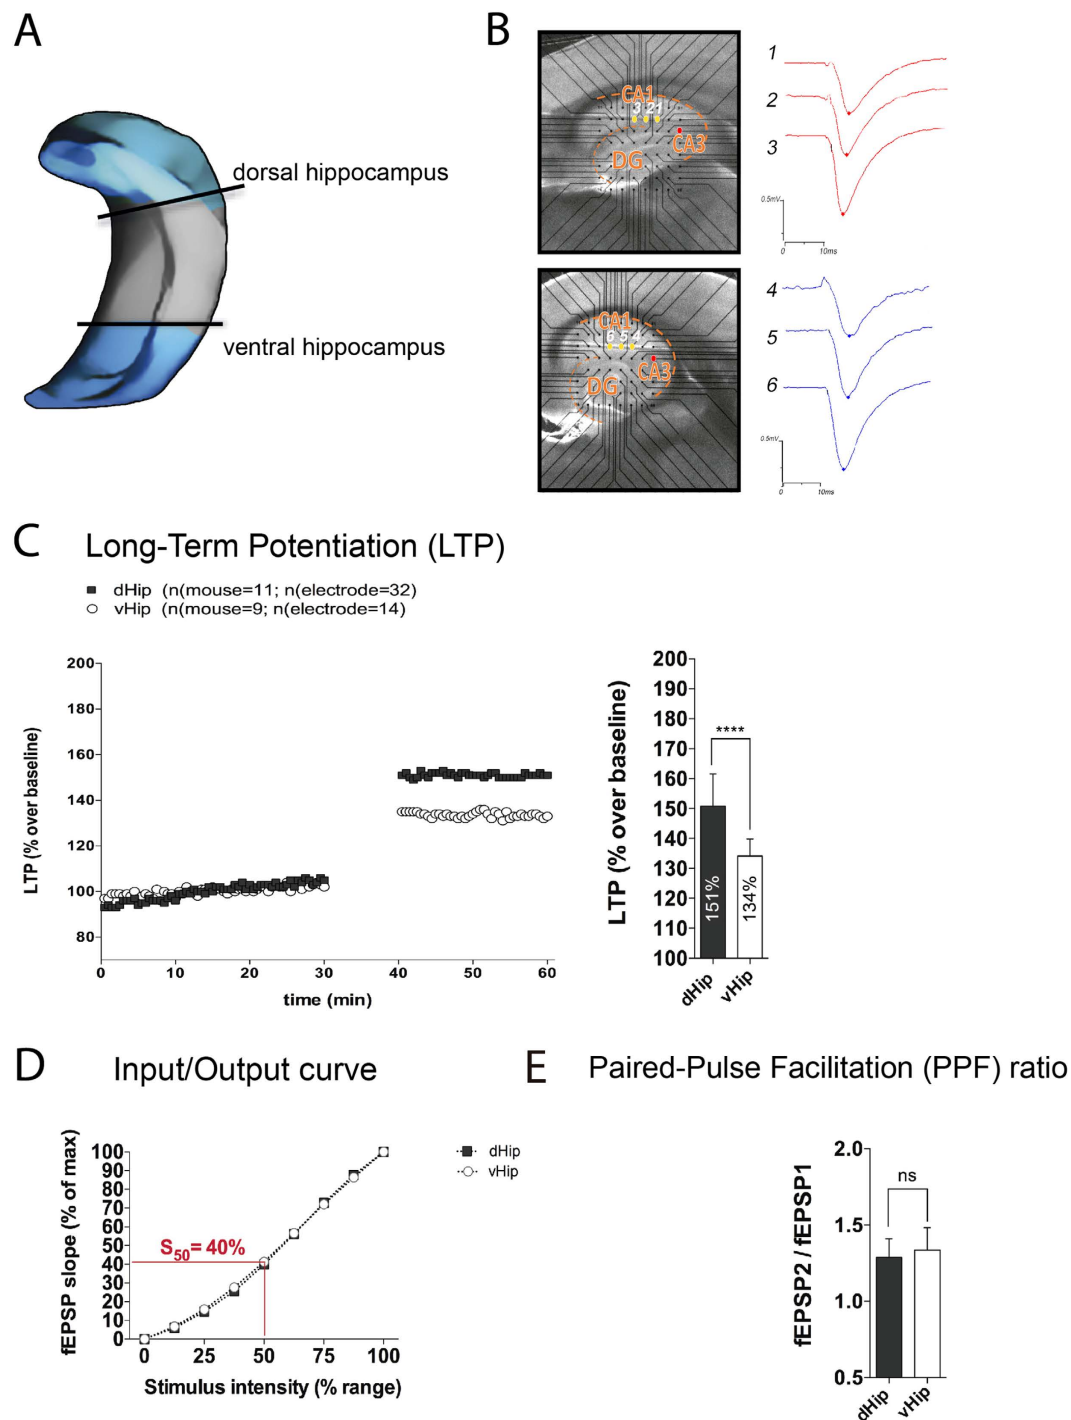 A
dorsal hippocampus
ventral hippocampus
B
CA1
3 2 1
CA3
DG
1
2
3
0.5mV
0 10ms
CA1
6 5 4
CA3
DG
4
5
6
0.5mV
0 10ms
C Long-Term Potentiation (LTP)
dHip (n(mouse=11; n(electrode=32)
vHip (n(mouse=9; n(electrode=14)
LTP (% over baseline)
200
180
160
140
120
100
80
0 10 20 30 40 50 60
time (min)
LTP (% over baseline)
200
190
180
170
160
150
140
130
120
110
100
****
151%
134%
dHip vHip
D Input/Output curve
fEPSP slope (% of max)
100
90
80
70
60
50
40
30
20
10
0
S50= 40%
0 25 50 75 100
Stimulus intensity (% range)
dHip
vHip
E Paired-Pulse Facilitation (PPF) ratio
fEPSP2 / fEPSP1
2.0
1.5
1.0
0.5
ns
dHip vHip